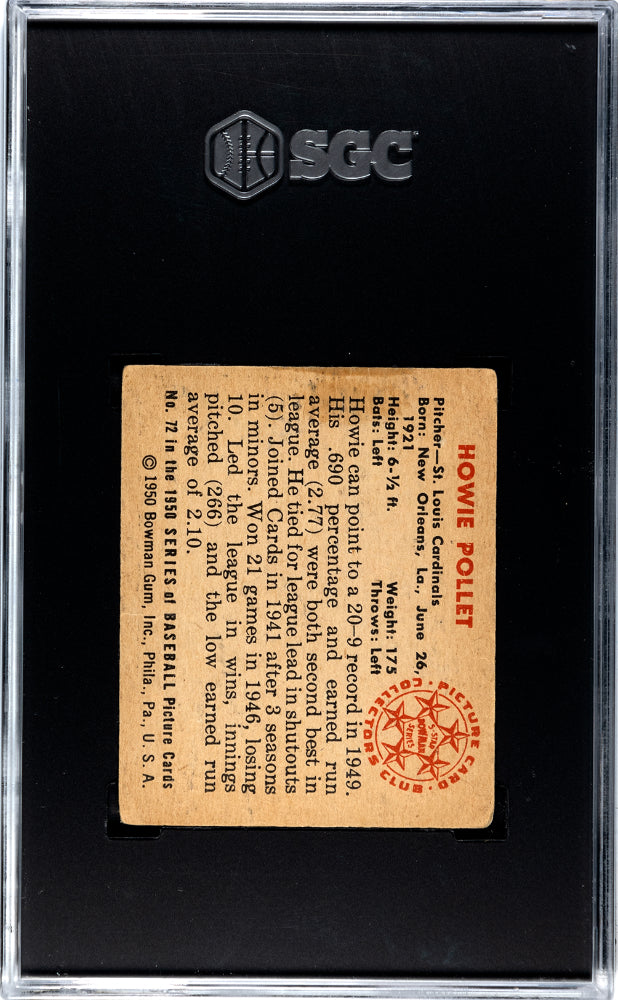 SGC
HOWIE POLLET
Pitcher—St. Louis Cardinals
Born: New Orleans, La., June 26,
1921
Height: 6-½ ft. Weight: 175
Bats: Left Throws: Left
PICTURE CARD
COLLECTORS CLUB
5-STAR
BOWMAN
SERIES
Howie can point to a 20-9 record in 1949.
His .690 percentage and earned run
average (2.77) were both second best in
league. He tied for league lead in shutouts
(5). Joined Cards in 1941 after 3 seasons
in minors. Won 21 games in 1946, losing
10. Led the league in wins, innings
pitched (266) and the low earned run
average of 2.10.
No. 72 in the 1950 SERIES of BASEBALL Picture Cards
© 1950 Bowman Gum, Inc., Phila., Pa., U. S. A.